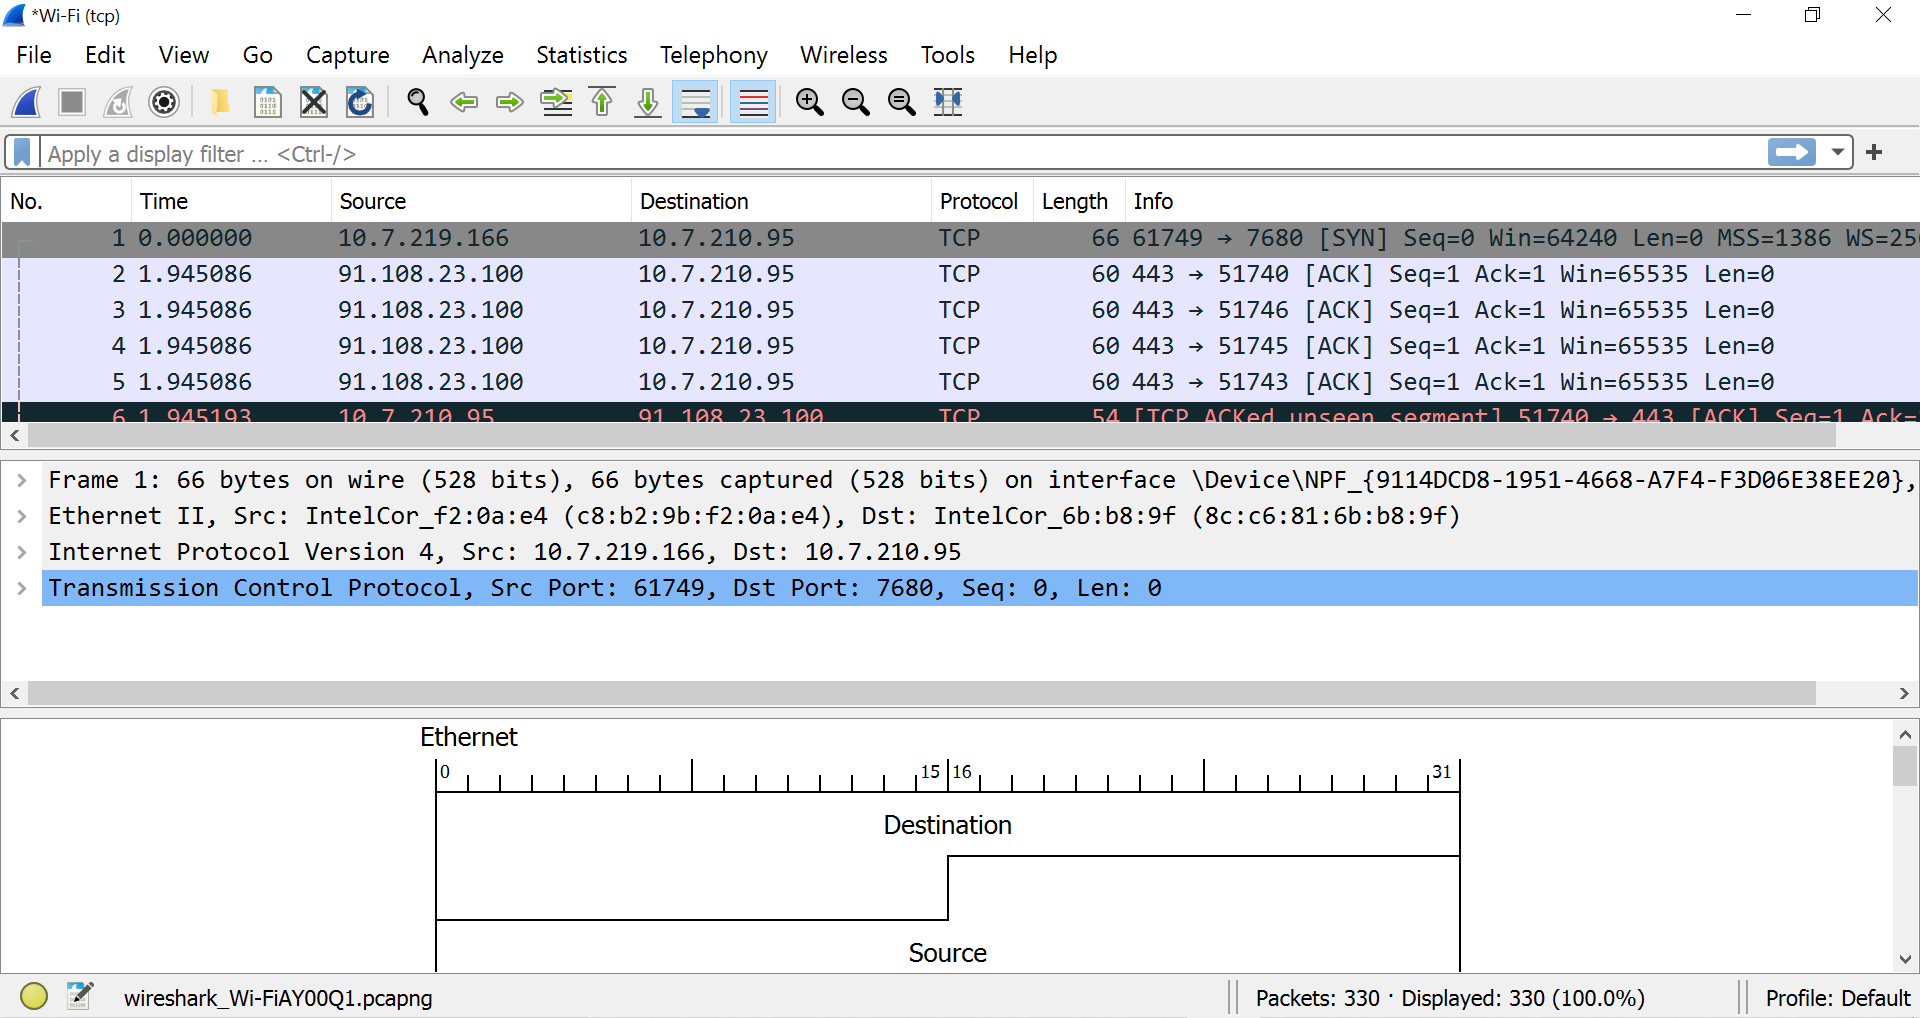 *Wi-Fi (tcp)
File Edit View Go Capture Analyze Statistics Telephony Wireless Tools Help
Apply a display filter ... <Ctrl-/>
No. Time Source Destination Protocol Length Info
1 0.000000 10.7.219.166 10.7.210.95 TCP 66 61749 → 7680 [SYN] Seq=0 Win=64240 Len=0 MSS=1386 WS=25
2 1.945086 91.108.23.100 10.7.210.95 TCP 60 443 → 51740 [ACK] Seq=1 Ack=1 Win=65535 Len=0
3 1.945086 91.108.23.100 10.7.210.95 TCP 60 443 → 51746 [ACK] Seq=1 Ack=1 Win=65535 Len=0
4 1.945086 91.108.23.100 10.7.210.95 TCP 60 443 → 51745 [ACK] Seq=1 Ack=1 Win=65535 Len=0
5 1.945086 91.108.23.100 10.7.210.95 TCP 60 443 → 51743 [ACK] Seq=1 Ack=1 Win=65535 Len=0
6 1.945193 10.7.210.95 91.108.23.100 TCP 54 [TCP ACKed unseen segment] 51740 → 443 [ACK] Seq=1 Ack=
Frame 1: 66 bytes on wire (528 bits), 66 bytes captured (528 bits) on interface \Device\NPF_{9114DCD8-1951-4668-A7F4-F3D06E38EE20},
Ethernet II, Src: IntelCor_f2:0a:e4 (c8:b2:9b:f2:0a:e4), Dst: IntelCor_6b:b8:9f (8c:c6:81:6b:b8:9f)
Internet Protocol Version 4, Src: 10.7.219.166, Dst: 10.7.210.95
Transmission Control Protocol, Src Port: 61749, Dst Port: 7680, Seq: 0, Len: 0
Ethernet
0 15 16 31
Destination
Source
wireshark_Wi-FiAY00Q1.pcapng Packets: 330 · Displayed: 330 (100.0%) Profile: Default